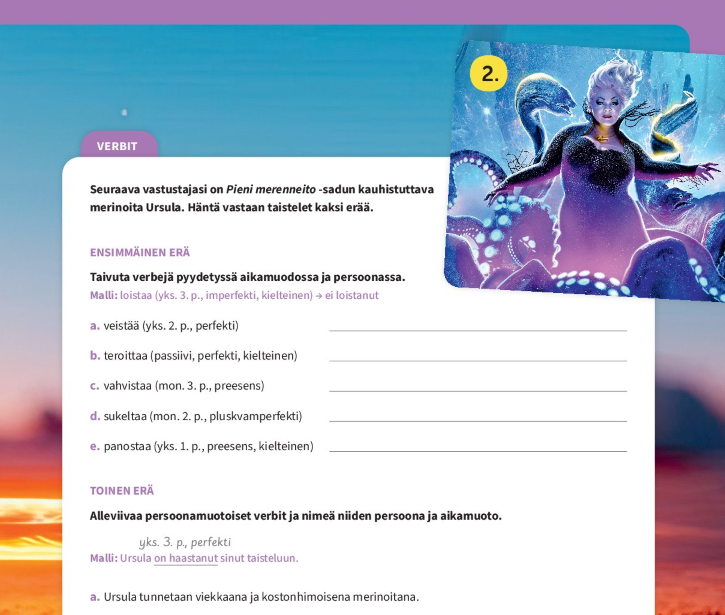 2.
VERBIT
Seuraava vastustajasi on Pieni merenneito -sadun kauhistuttava
merinoita Ursula. Häntä vastaan taistelet kaksi erää.
ENSIMMÄINEN ERÄ
Taivuta verbejä pyydetyssä aikamuodossa ja persoonassa.
Malli: loistaa (yks. 3. p., imperfekti, kielteinen) → ei loistanut
a. veistää (yks. 2. p., perfekti)
b. teroittaa (passiivi, perfekti, kielteinen)
c. vahvistaa (mon. 3. p., preesens)
d. sukeltaa (mon. 2. p., pluskvamperfekti)
e. panostaa (yks. 1. p., preesens, kielteinen)
TOINEN ERÄ
Alleviivaa persoonamuotoiset verbit ja nimeä niiden persoona ja aikamuoto.
yks. 3. p., perfekti
Malli: Ursula on haastanut sinut taisteluun.
a. Ursula tunnetaan viekkaana ja kostonhimoisena merinoitana.